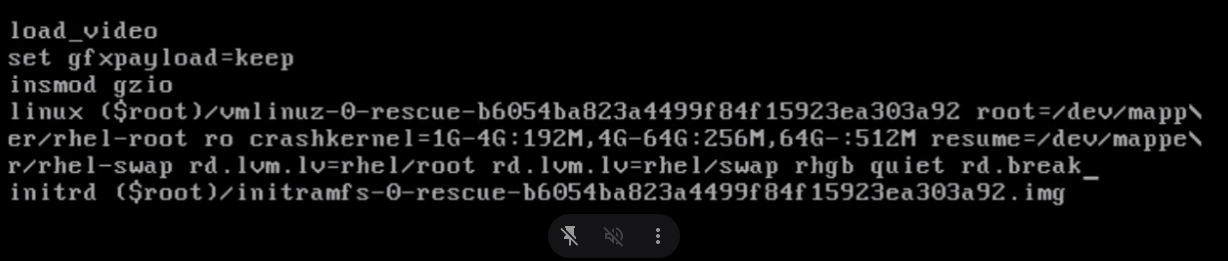 load_video
set gfxpayload=keep
insmod gzio
linux ($root)/vmlinuz-0-rescue-b6054ba823a4499f84f15923ea303a92 root=/dev/mapp\
er/rhel-root ro crashkernel=1G-4G:192M,4G-64G:256M,64G-:512M resume=/dev/mappe\
r/rhel-swap rd.lvm.lv=rhel/root rd.lvm.lv=rhel/swap rhgb quiet rd.break_
initrd ($root)/initramfs-0-rescue-b6054ba823a4499f84f15923ea303a92.img